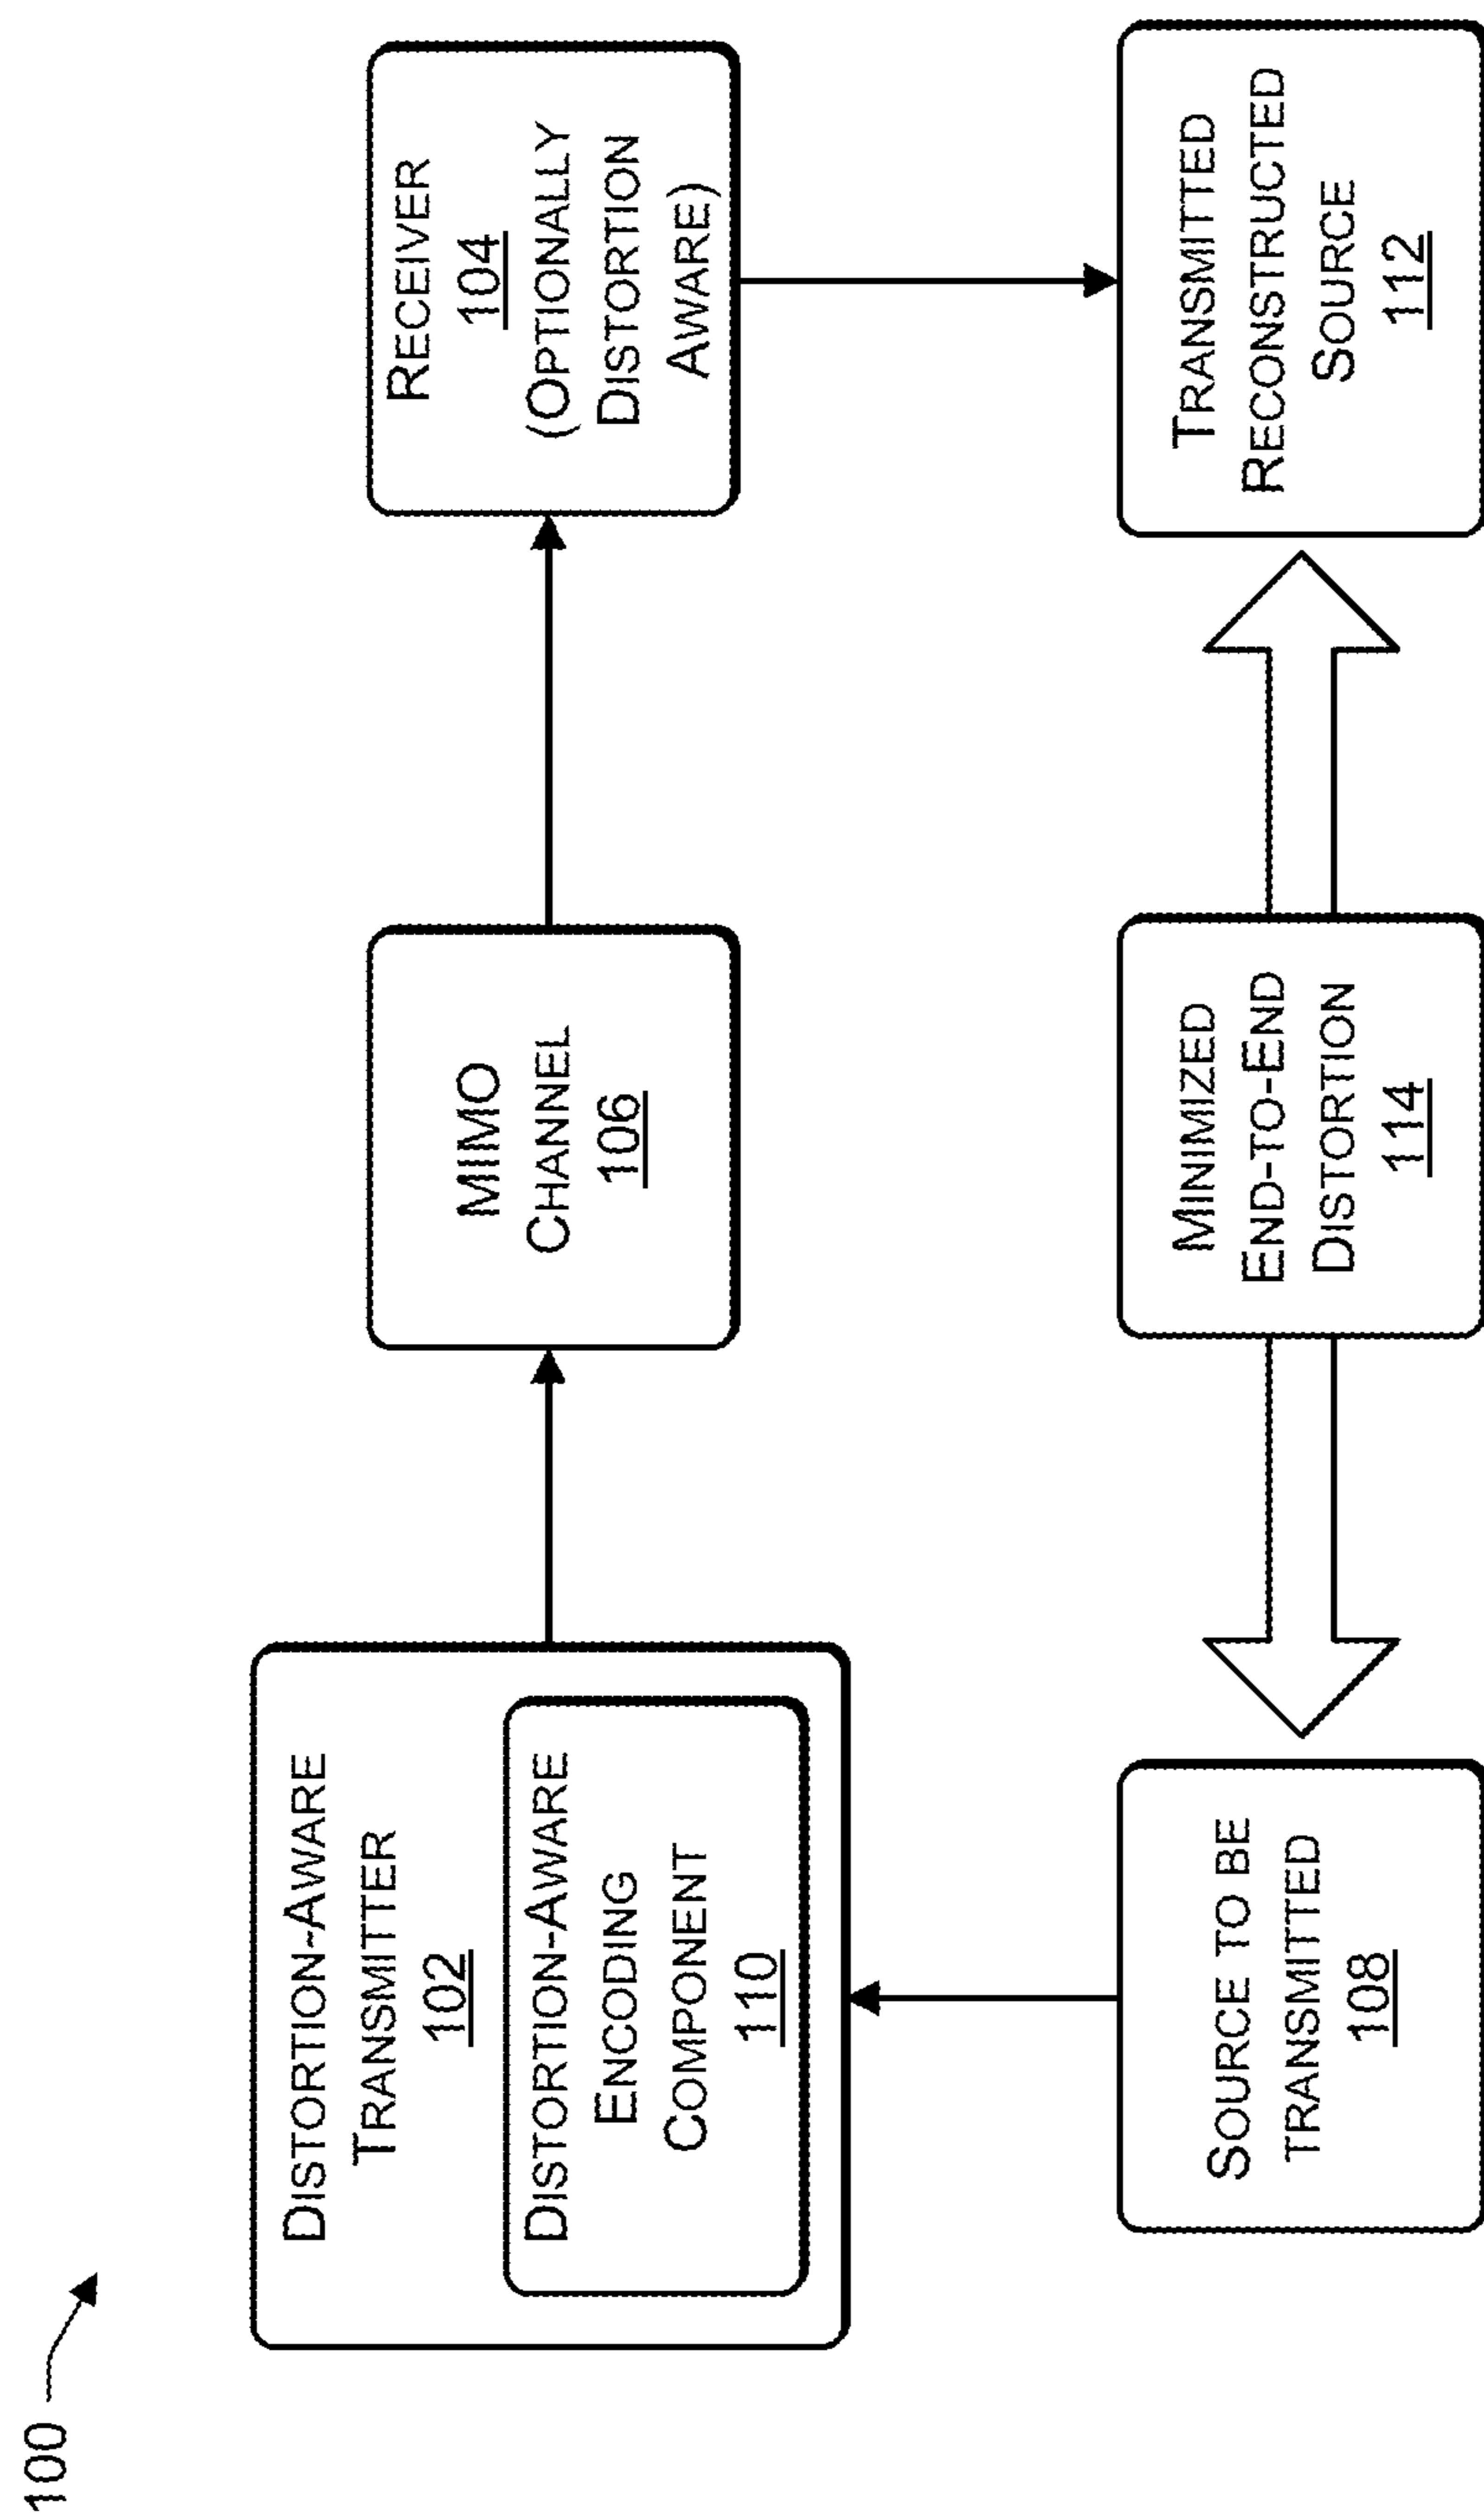 100
DISTORTION-AWARE
TRANSMITTER
102
DISTORTION-AWARE
ENCODING
COMPONENT
110
MIMO
CHANNEL
106
RECEIVER
104
(OPTIONALLY
DISTORTION
AWARE)
SOURCE TO BE
TRANSMITTED
108
MINIMIZED
END-TO-END
DISTORTION
114
TRANSMITTED
RECONSTRUCTED
SOURCE
112